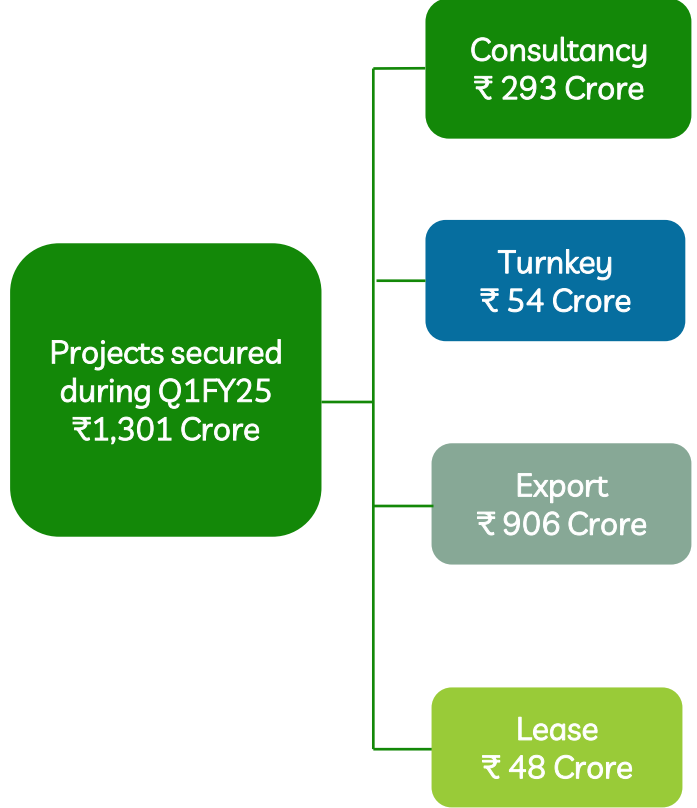 Consultancy
₹ 293 Crore
Turnkey
₹ 54 Crore
Projects secured
during Q1FY25
₹1,301 Crore
Export
₹ 906 Crore
Lease
₹ 48 Crore